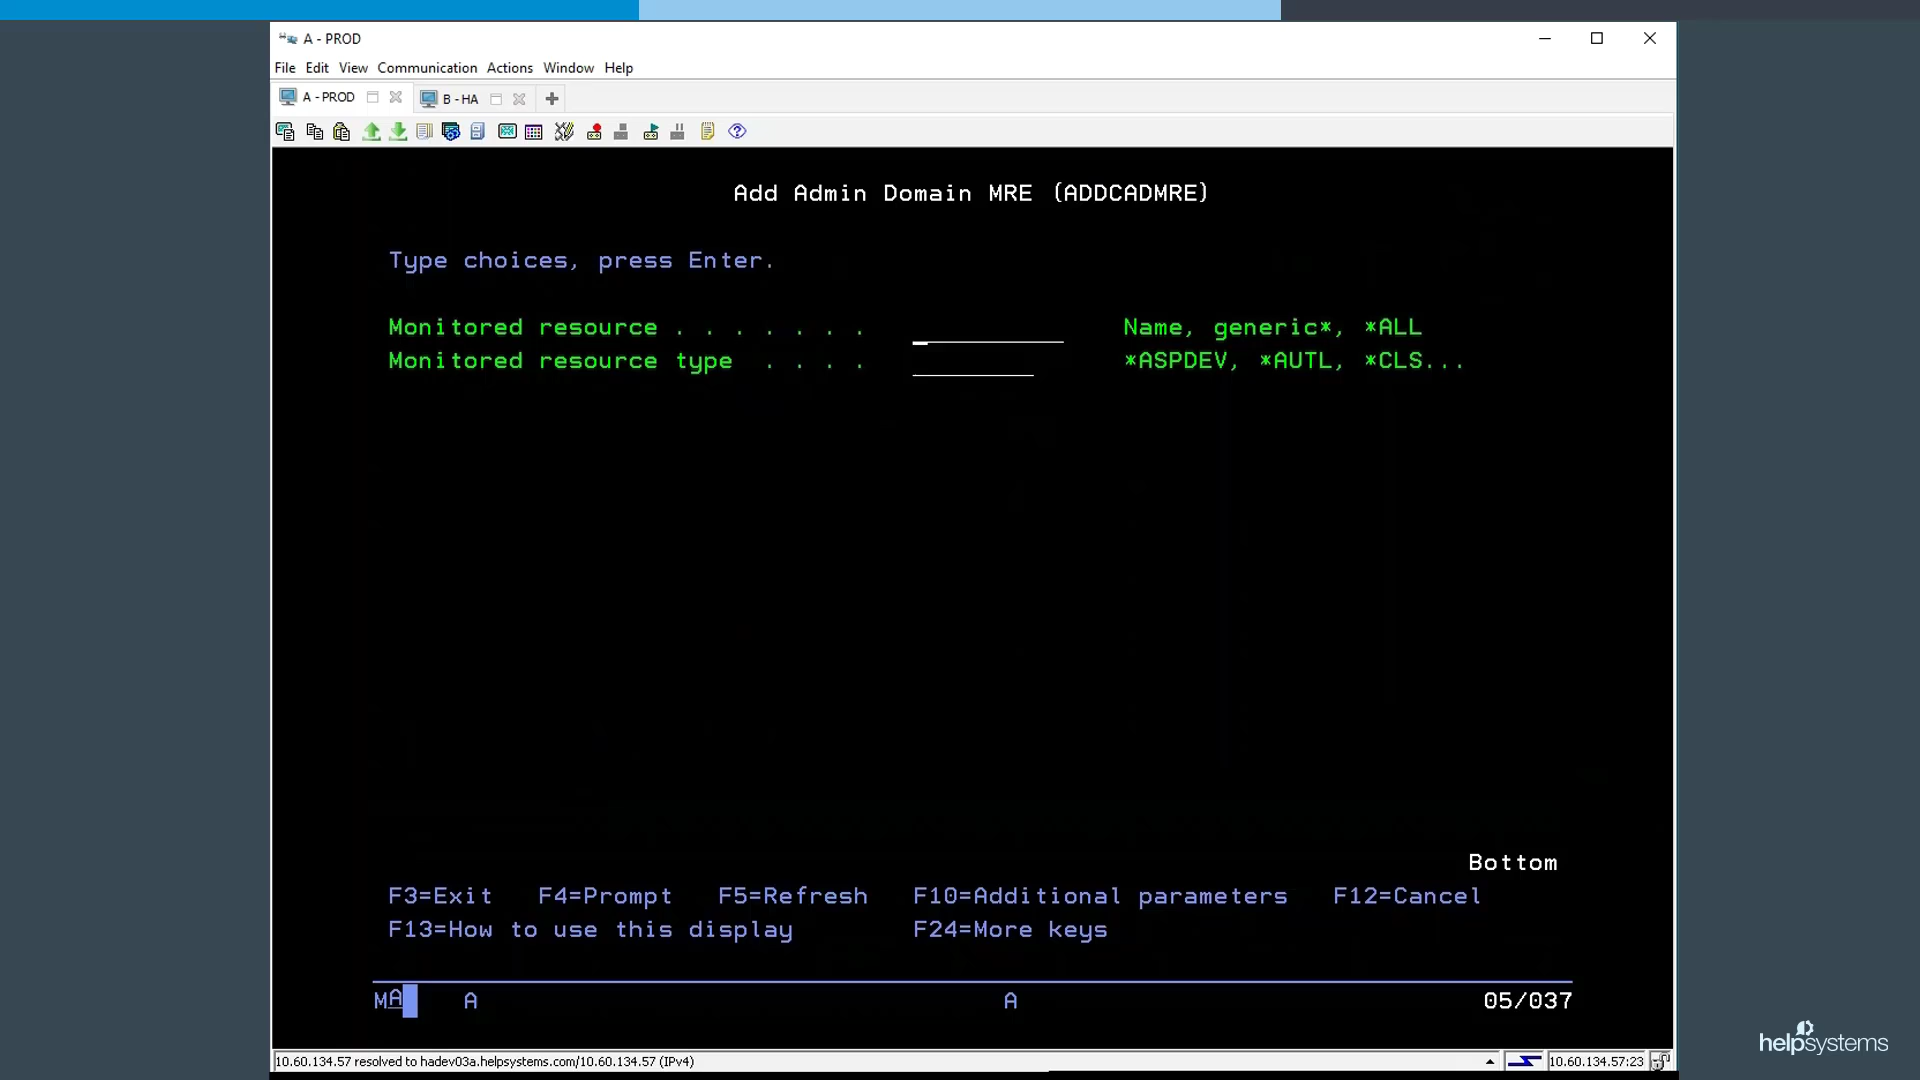 A - PROD
File Edit View Communication Actions Window Help
A - PROD B - HA
Add Admin Domain MRE (ADDCADMRE)
Type choices, press Enter.
Monitored resource . . . . . . . Name, generic*, *ALL
Monitored resource type . . . . *ASPDEV, *AUTL, *CLS...
Bottom
F3=Exit F4=Prompt F5=Refresh F10=Additional parameters F12=Cancel
F13=How to use this display F24=More keys
MA A A 05/037
10.60.134.57 resolved to hadev03a.helpsystems.com/10.60.134.57 (IPv4) 10.60.134.57:23
helpsystems